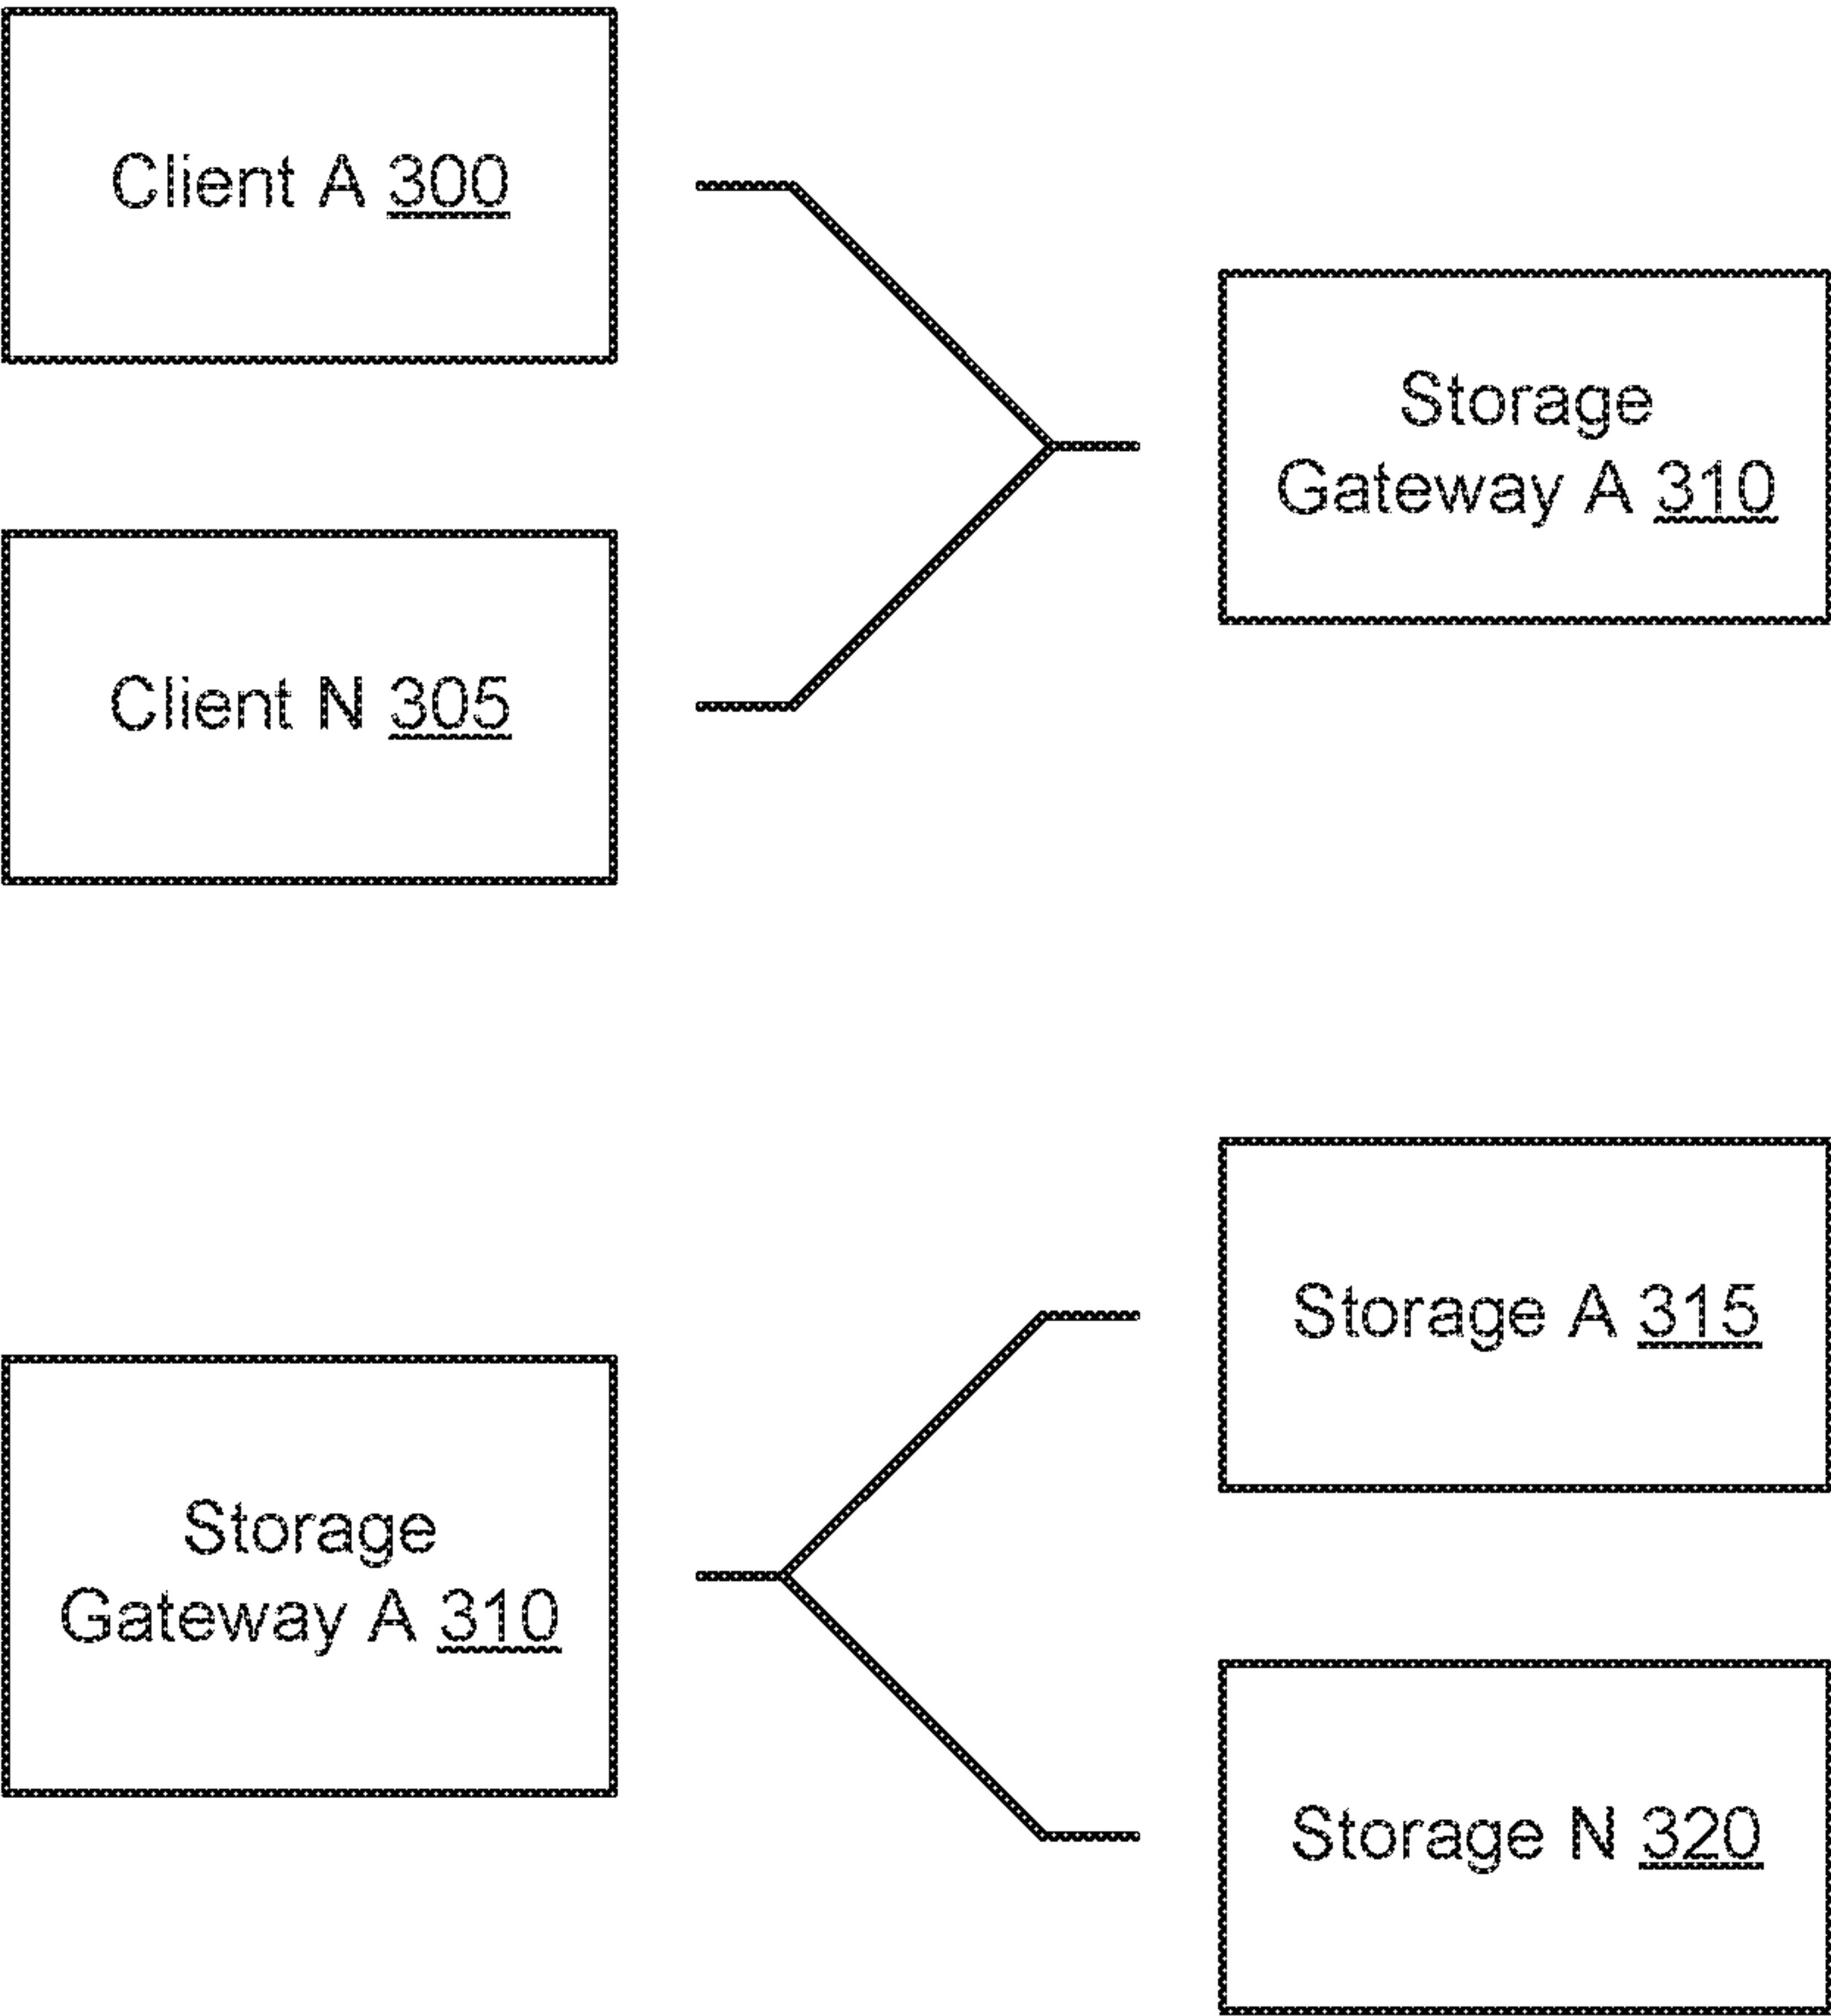 Client A 300
Storage
Gateway A 310
Client N 305
Storage A 315
Storage
Gateway A 310
Storage N 320